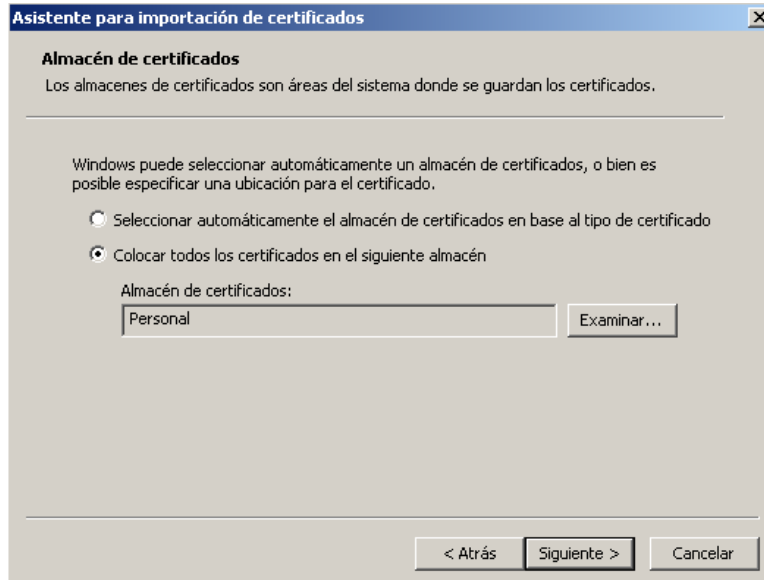 Asistente para importación de certificados
Almacén de certificados
Los almacenes de certificados son áreas del sistema donde se guardan los certificados.
Windows puede seleccionar automáticamente un almacén de certificados, o bien es
posible especificar una ubicación para el certificado.
Seleccionar automáticamente el almacén de certificados en base al tipo de certificado
Colocar todos los certificados en el siguiente almacén
Almacén de certificados:
Personal
Examinar...
< Atrás
Siguiente >
Cancelar